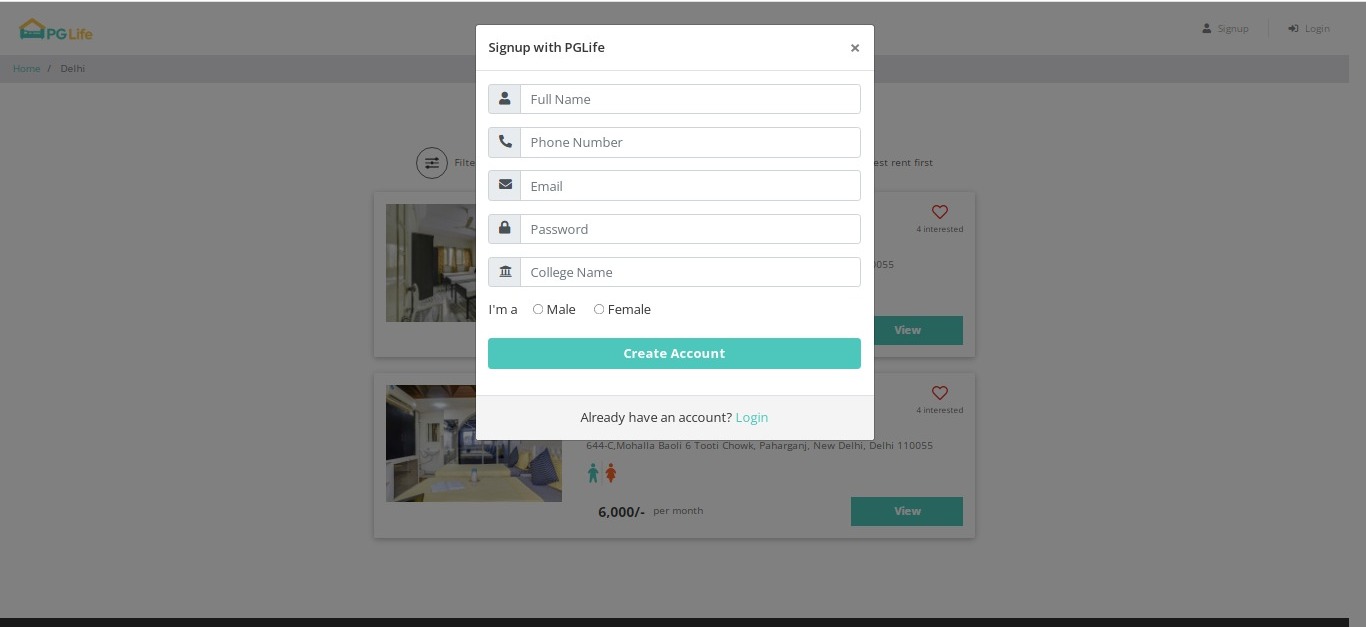 PG Life
Signup
Login
Home / Delhi
Signup with PGLife
×
Full Name
Phone Number
Email
Password
College Name
I'm a Male Female
Create Account
Already have an account? Login
est rent first
4 interested
View
4 interested
644-C,Mohalla Baoli 6 Tooti Chowk, Paharganj, New Delhi, Delhi 110055
6,000/- per month
View